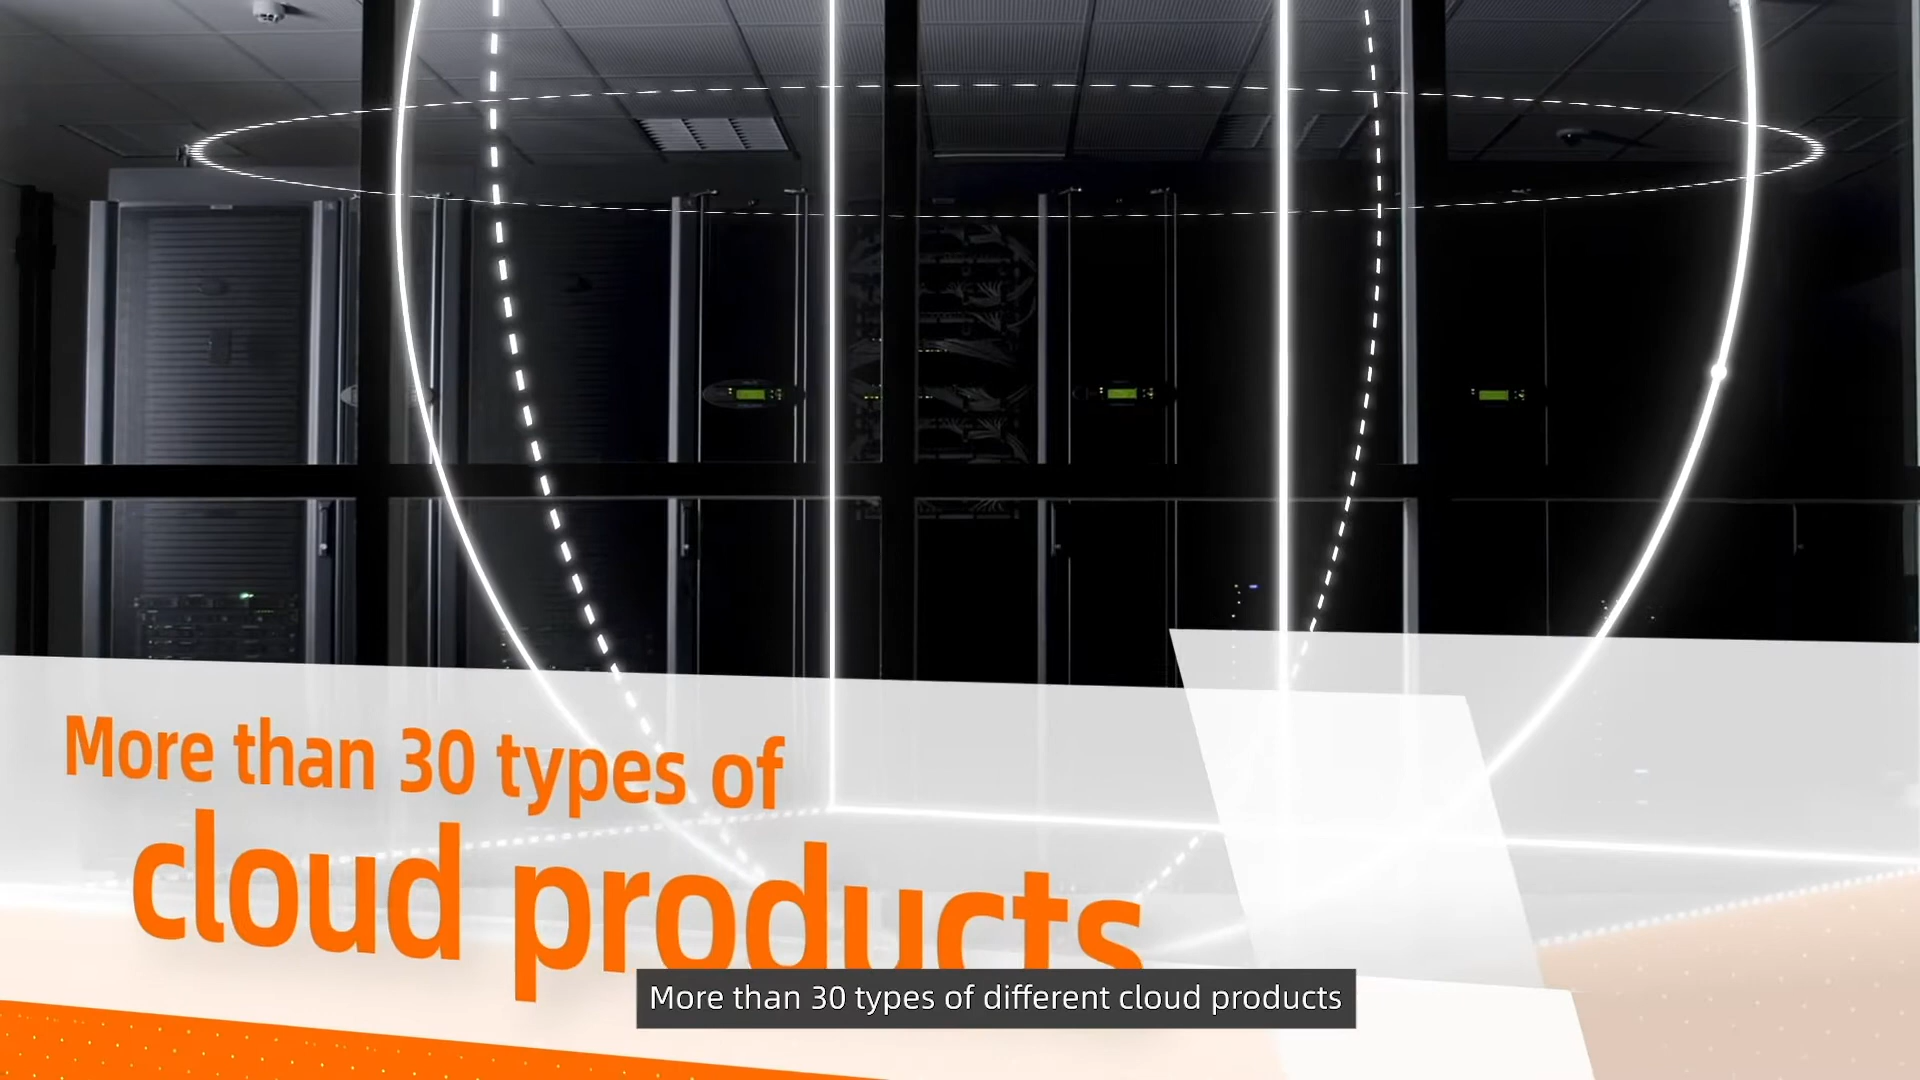 More than 30 types of
cloud products
More than 30 types of different cloud products